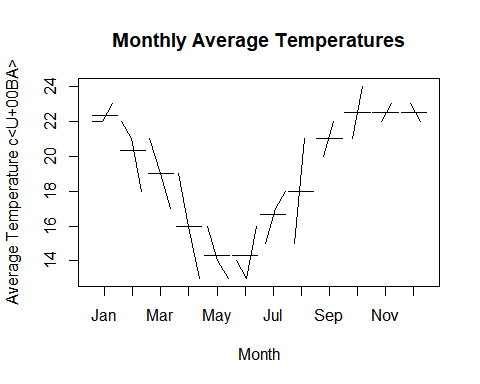 Monthly Average Temperatures
Average Temperature c<U+00BA>
24
22
20
18
16
14
Jan Mar May Jul Sep Nov
Month